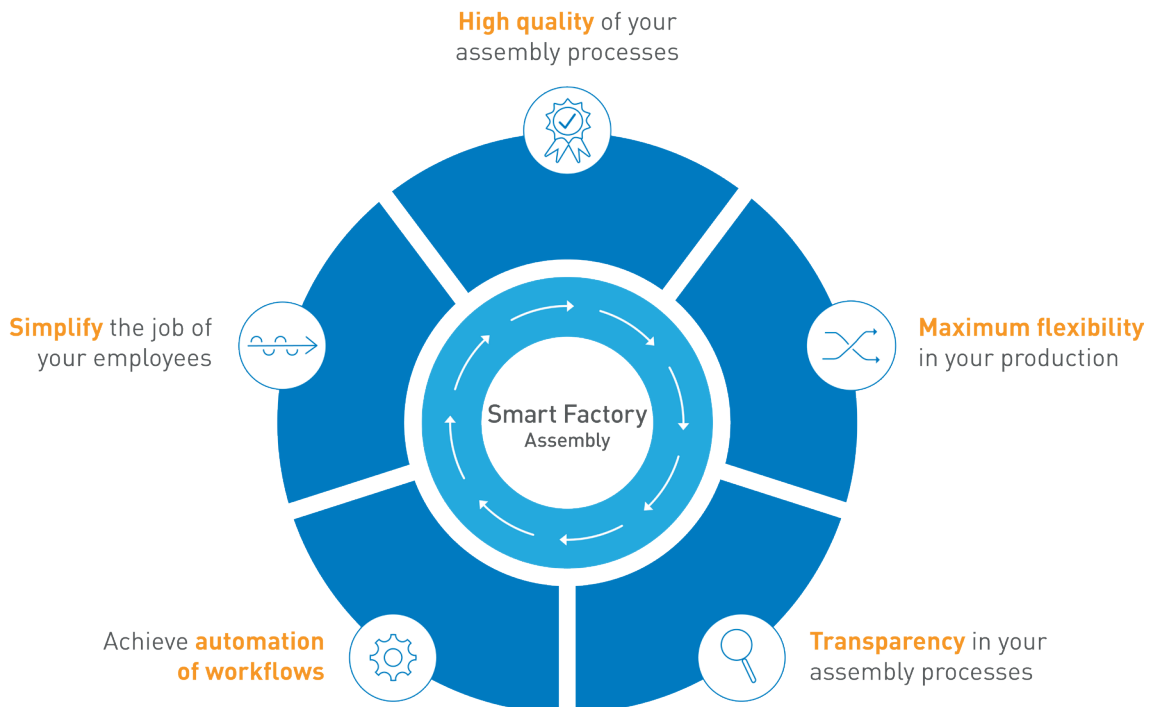 High quality of your
assembly processes
Simplify the job of
your employees
Maximum flexibility
in your production
Smart Factory
Assembly
Achieve automation
of workflows
Transparency in your
assembly processes